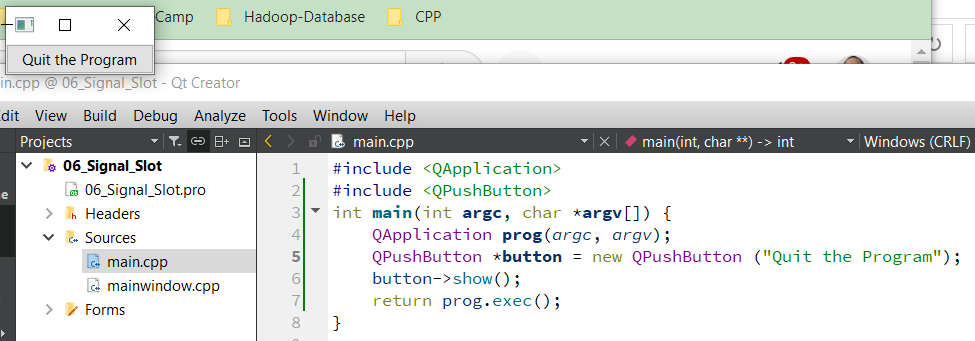 Camp Hadoop-Database CPP
Quit the Program
in.cpp @ 06_Signal_Slot - Qt Creator
dit View Build Debug Analyze Tools Window Help
Projects main.cpp main(int, char **) -> int Windows (CRLF)
06_Signal_Slot
06_Signal_Slot.pro
Headers
Sources
main.cpp
mainwindow.cpp
Forms
1 #include <QApplication>
2 #include <QPushButton>
3 int main(int argc, char *argv[]) {
4 QApplication prog(argc, argv);
5 QPushButton *button = new QPushButton ("Quit the Program");
6 button->show();
7 return prog.exec();
8 }